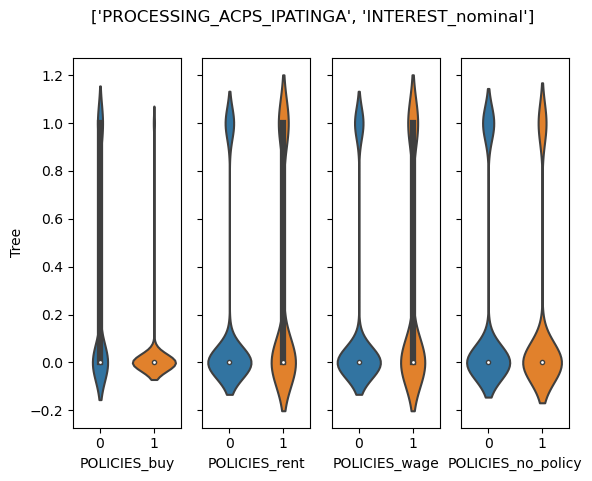 ['PROCESSING_ACPS_IPATINGA', 'INTEREST_nominal']
Tree
1.2
1.0
0.8
0.6
0.4
0.2
0.0
−0.2
0 1
POLICIES_buy
0 1
POLICIES_rent
0 1
POLICIES_wage
0 1
POLICIES_no_policy